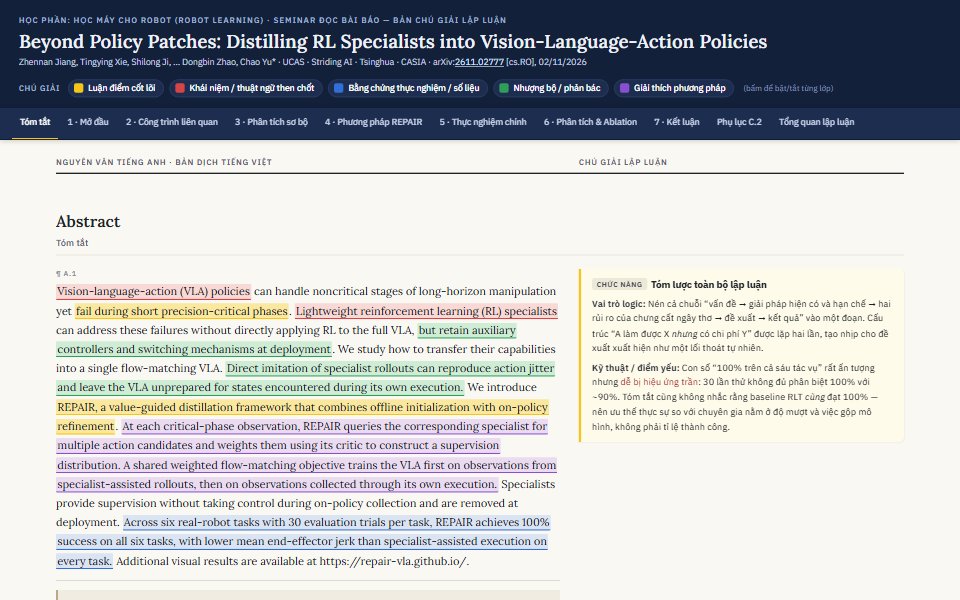 HỌC PHẦN: HỌC MÁY CHO ROBOT (ROBOT LEARNING) · SEMINAR ĐỌC BÀI BÁO — BẢN CHÚ GIẢI LẬP LUẬN
Beyond Policy Patches: Distilling RL Specialists into Vision-Language-Action Policies
Zhennan Jiang, Tingying Xie, Shilong Ji, ... Dongbin Zhao, Chao Yu* · UCAS · Striding AI · Tsinghua · CASIA · arXiv:2611.02777 [cs.RO], 02/11/2026
CHÚ GIẢI Luận điểm cốt lõi Khái niệm / thuật ngữ then chốt Bằng chứng thực nghiệm / số liệu Nhượng bộ / phản bác Giải thích phương pháp (bấm để bật/tắt từng lớp)
Tóm tắt 1 · Mở đầu 2 · Công trình liên quan 3 · Phân tích sơ bộ 4 · Phương pháp REPAIR 5 · Thực nghiệm chính 6 · Phân tích & Ablation 7 · Kết luận Phụ lục C.2 Tổng quan lập luận
NGUYÊN VĂN TIẾNG ANH · BẢN DỊCH TIẾNG VIỆT
Abstract
Tóm tắt
¶ A.1
Vision-language-action (VLA) policies can handle noncritical stages of long-horizon manipulation
yet fail during short precision-critical phases. Lightweight reinforcement learning (RL) specialists
can address these failures without directly applying RL to the full VLA, but retain auxiliary
controllers and switching mechanisms at deployment. We study how to transfer their capabilities
into a single flow-matching VLA. Direct imitation of specialist rollouts can reproduce action jitter
and leave the VLA unprepared for states encountered during its own execution. We introduce
REPAIR, a value-guided distillation framework that combines offline initialization with on-policy
refinement. At each critical-phase observation, REPAIR queries the corresponding specialist for
multiple action candidates and weights them using its critic to construct a supervision
distribution. A shared weighted flow-matching objective trains the VLA first on observations from
specialist-assisted rollouts, then on observations collected through its own execution. Specialists
provide supervision without taking control during on-policy collection and are removed at
deployment. Across six real-robot tasks with 30 evaluation trials per task, REPAIR achieves 100%
success on all six tasks, with lower mean end-effector jerk than specialist-assisted execution on
every task. Additional visual results are available at https://repair-vla.github.io/.
CHÚ GIẢI LẬP LUẬN
CHỨC NĂNG Tóm lược toàn bộ lập luận
Vai trò logic: Nén cả chuỗi “vấn đề → giải pháp hiện có và hạn chế → hai
rủi ro của chưng cất ngây thơ → đề xuất → kết quả” vào một đoạn. Cấu
trúc “A làm được X nhưng có chi phí Y” được lặp hai lần, tạo nhịp cho đề
xuất xuất hiện như một lối thoát tự nhiên.
Kỹ thuật / điểm yếu: Con số “100% trên cả sáu tác vụ” rất ấn tượng
nhưng dễ bị hiệu ứng trần: 30 lần thử không đủ phân biệt 100% với
~90%. Tóm tắt cũng không nhắc rằng baseline RLT cũng đạt 100% —
nên ưu thế thực sự so với chuyên gia nằm ở độ mượt và việc gộp mô
hình, không phải tỉ lệ thành công.